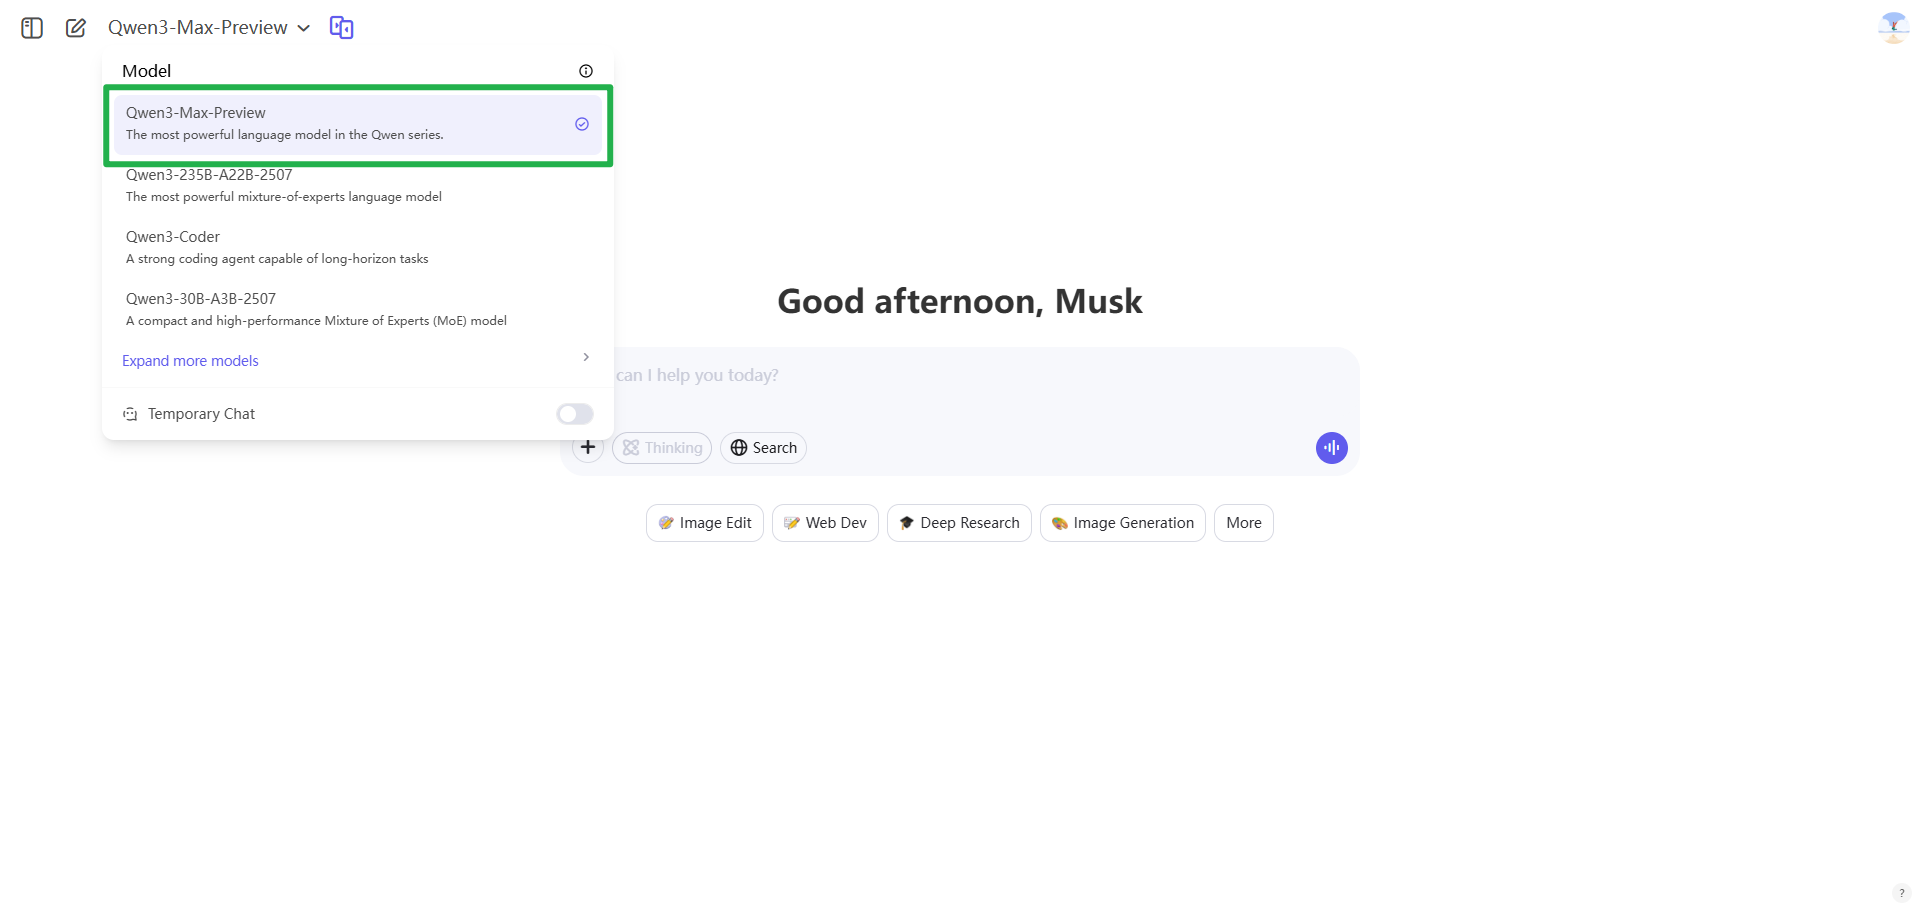 Qwen3-Max-Preview
Model
Qwen3-Max-Preview
The most powerful language model in the Qwen series.
Qwen3-235B-A22B-2507
The most powerful mixture-of-experts language model
Qwen3-Coder
A strong coding agent capable of long-horizon tasks
Qwen3-30B-A3B-2507
A compact and high-performance Mixture of Experts (MoE) model
Expand more models
Temporary Chat
Good afternoon, Musk
can I help you today?
Thinking
Search
Image Edit
Web Dev
Deep Research
Image Generation
More
?